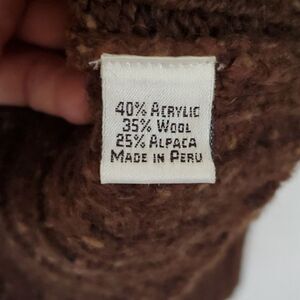 40% ACRYLIC
35% WOOL
25% ALPACA
MADE IN PERU